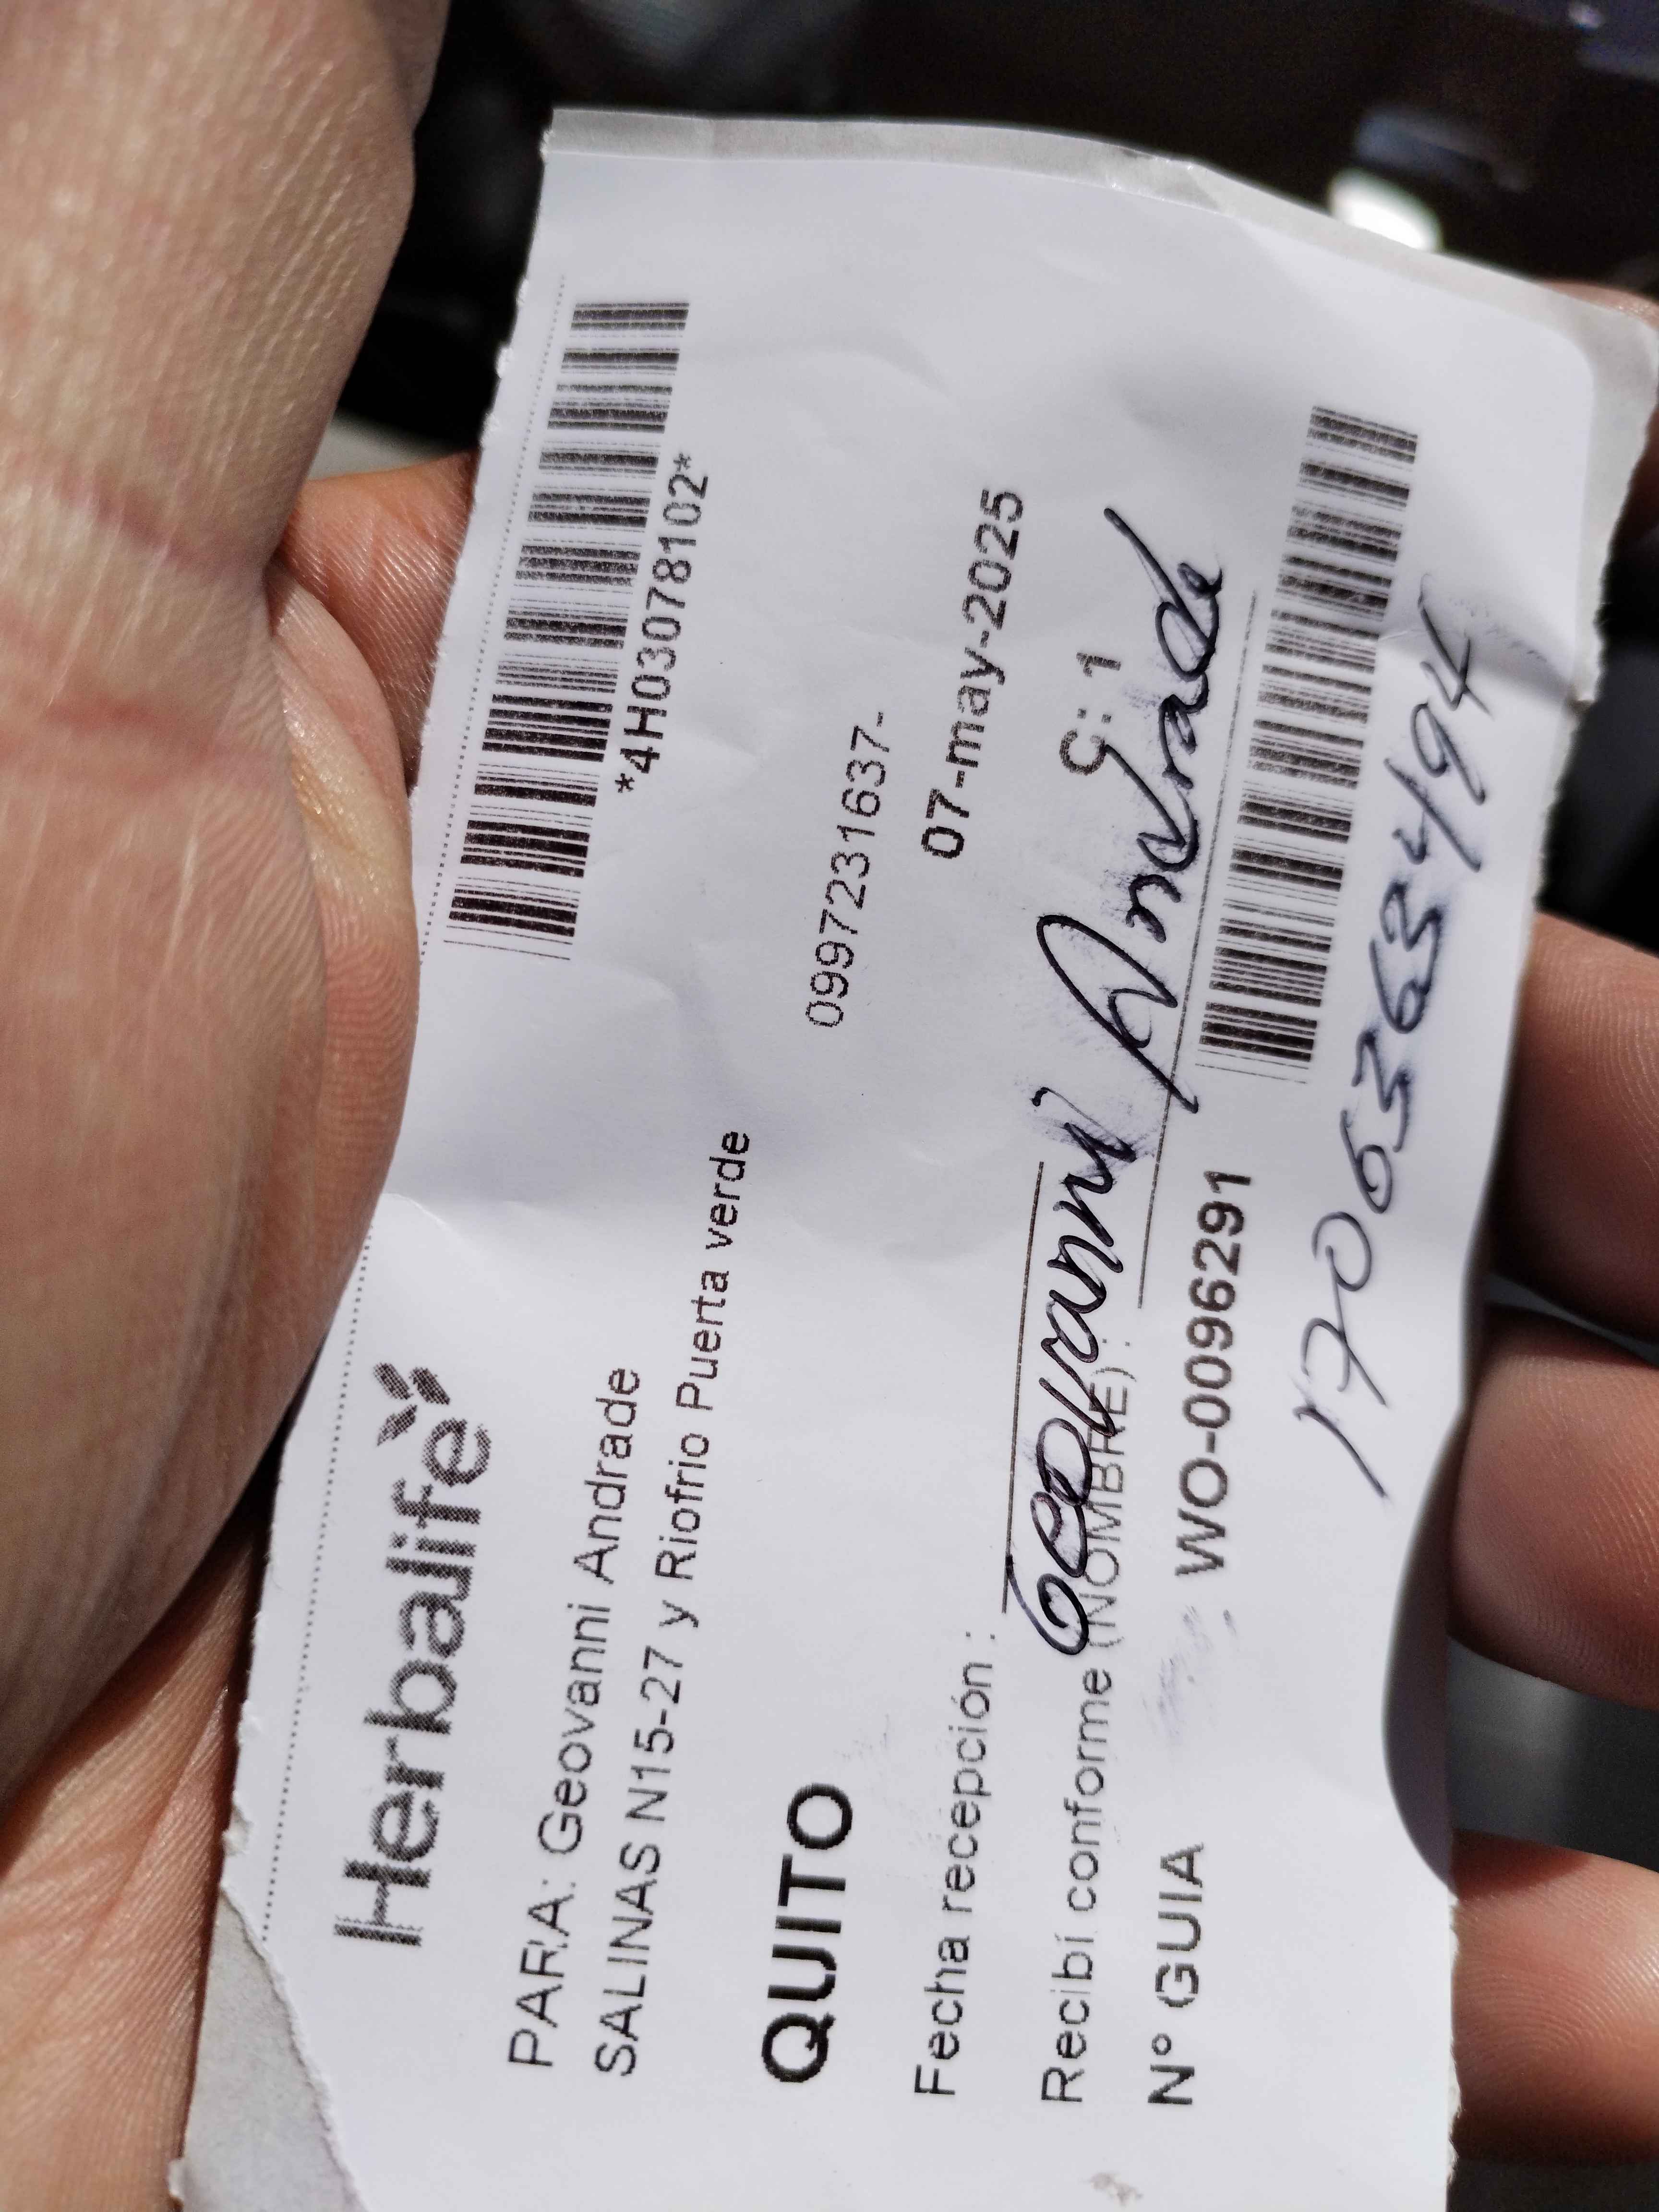 Herbalife
*4H03078102*
PARA: Geovanni Andrade
SALINAS N15-27 y Riofrio Puerta verde
0997231637-
QUITO
07-may-2025
Fecha recepción :
C: 1
Geovanni Andrade
Recibí conforme (NOMBRE) :
N° GUIA WO-0096291
1706363494